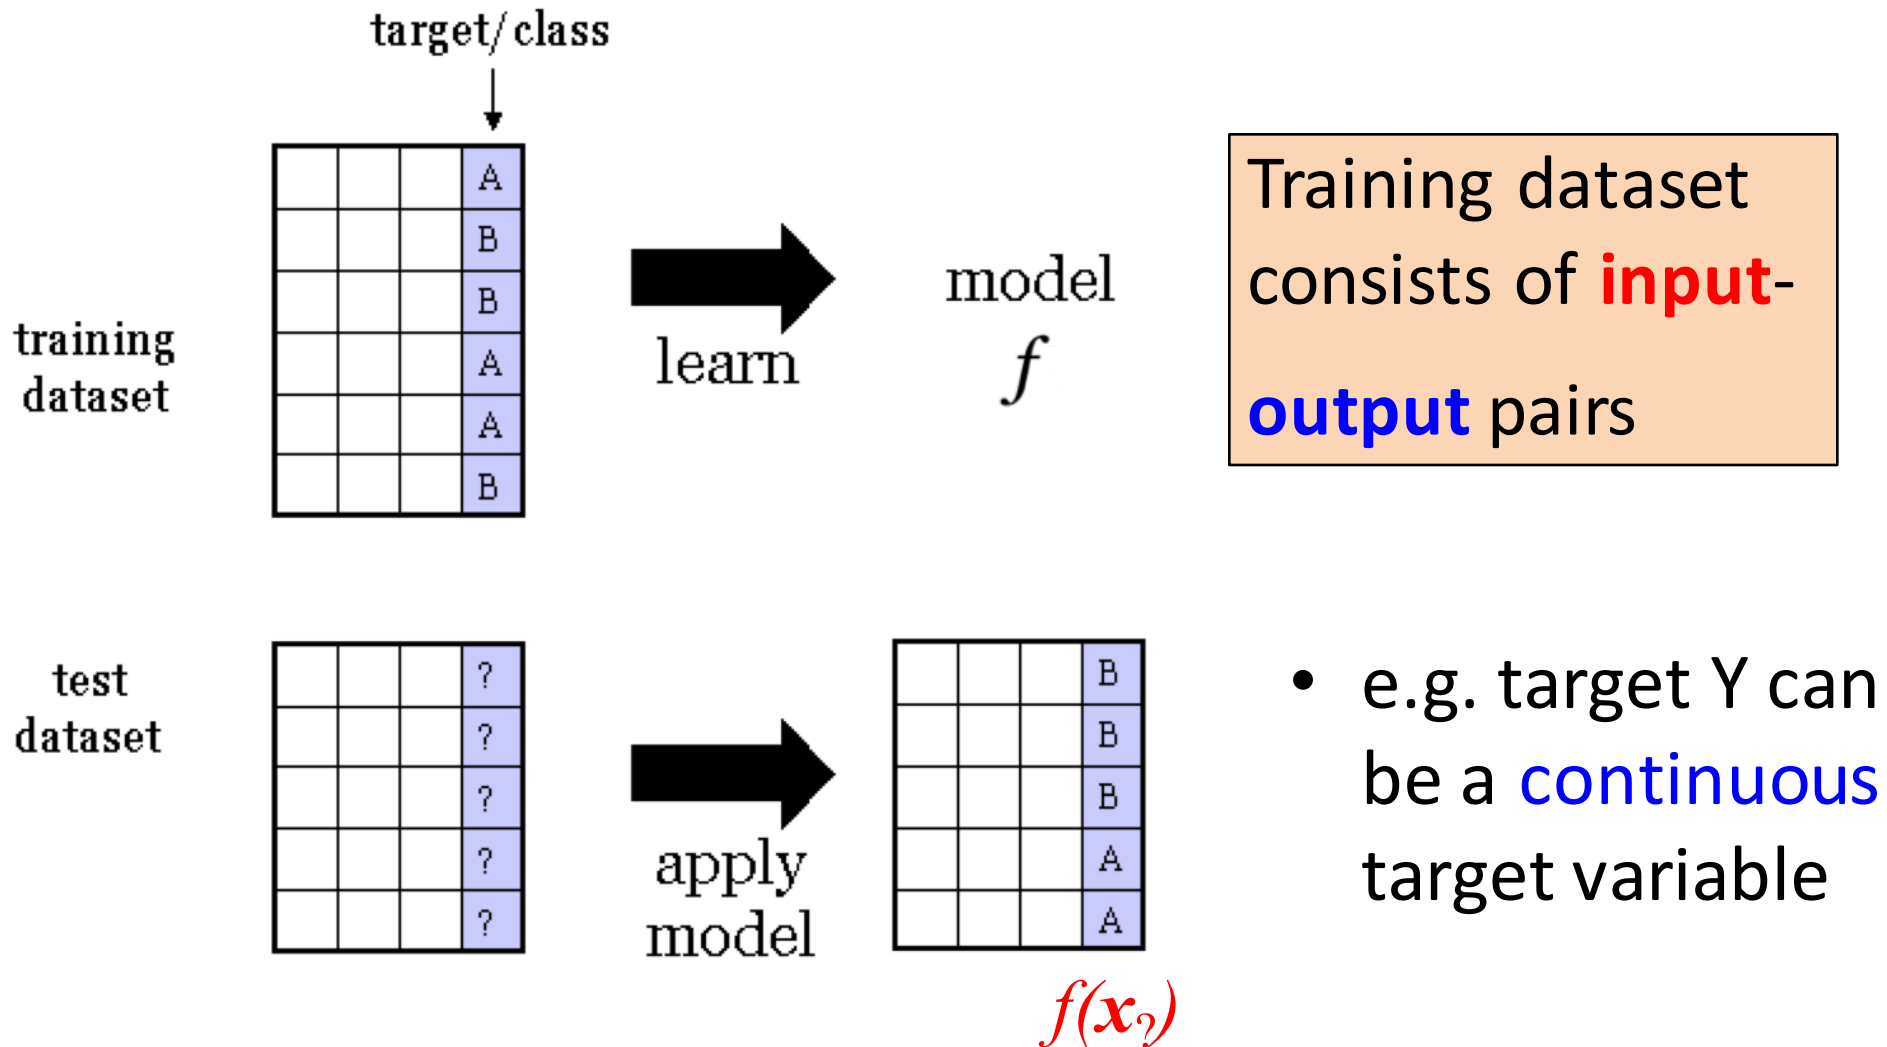 target/class
A
B
B
A
A
B
training
dataset
learn
model
f
Training dataset
consists of input-
output pairs
test
dataset
?
?
?
?
?
apply
model
B
B
B
A
A
f(x?)
• e.g. target Y can
be a continuous
target variable